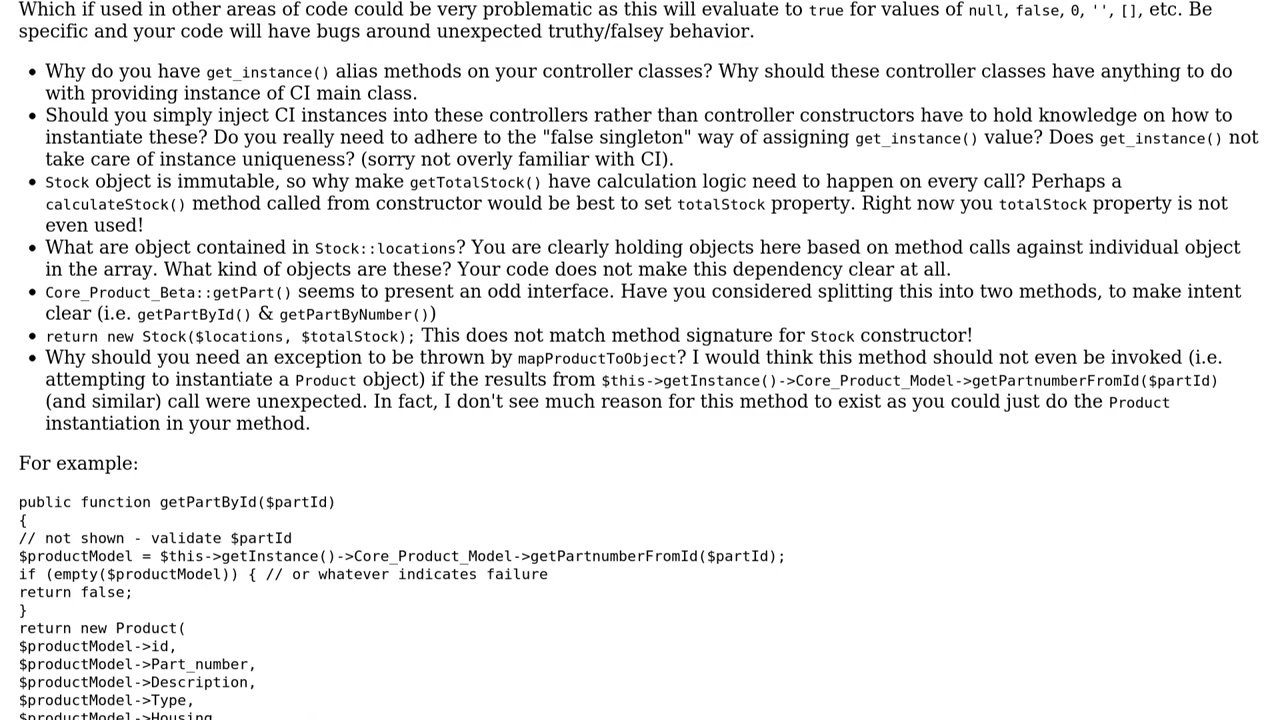 Which if used in other areas of code could be very problematic as this will evaluate to true for values of null, false, 0, '', [], etc. Be
specific and your code will have bugs around unexpected truthy/falsey behavior.
• Why do you have get_instance() alias methods on your controller classes? Why should these controller classes have anything to do
with providing instance of CI main class.
• Should you simply inject CI instances into these controllers rather than controller constructors have to hold knowledge on how to
instantiate these? Do you really need to adhere to the "false singleton" way of assigning get_instance() value? Does get_instance() not
take care of instance uniqueness? (sorry not overly familiar with CI).
• Stock object is immutable, so why make getTotalStock() have calculation logic need to happen on every call? Perhaps a
calculateStock() method called from constructor would be best to set totalStock property. Right now you totalStock property is not
even used!
• What are object contained in Stock::locations? You are clearly holding objects here based on method calls against individual object
in the array. What kind of objects are these? Your code does not make this dependency clear at all.
• Core_Product_Beta::getPart() seems to present an odd interface. Have you considered splitting this into two methods, to make intent
clear (i.e. getPartById() & getPartByNumber())
• return new Stock($locations, $totalStock); This does not match method signature for Stock constructor!
• Why should you need an exception to be thrown by mapProductToObject? I would think this method should not even be invoked (i.e.
attempting to instantiate a Product object) if the results from $this->getInstance()->Core_Product_Model->getPartnumberFromId($partId)
(and similar) call were unexpected. In fact, I don't see much reason for this method to exist as you could just do the Product
instantiation in your method.
For example:
public function getPartById($partId)
{
// not shown - validate $partId
$productModel = $this->getInstance()->Core_Product_Model->getPartnumberFromId($partId);
if (empty($productModel)) { // or whatever indicates failure
return false;
}
return new Product(
$productModel->id,
$productModel->Part_number,
$productModel->Description,
$productModel->Type,
$productModel->Housing